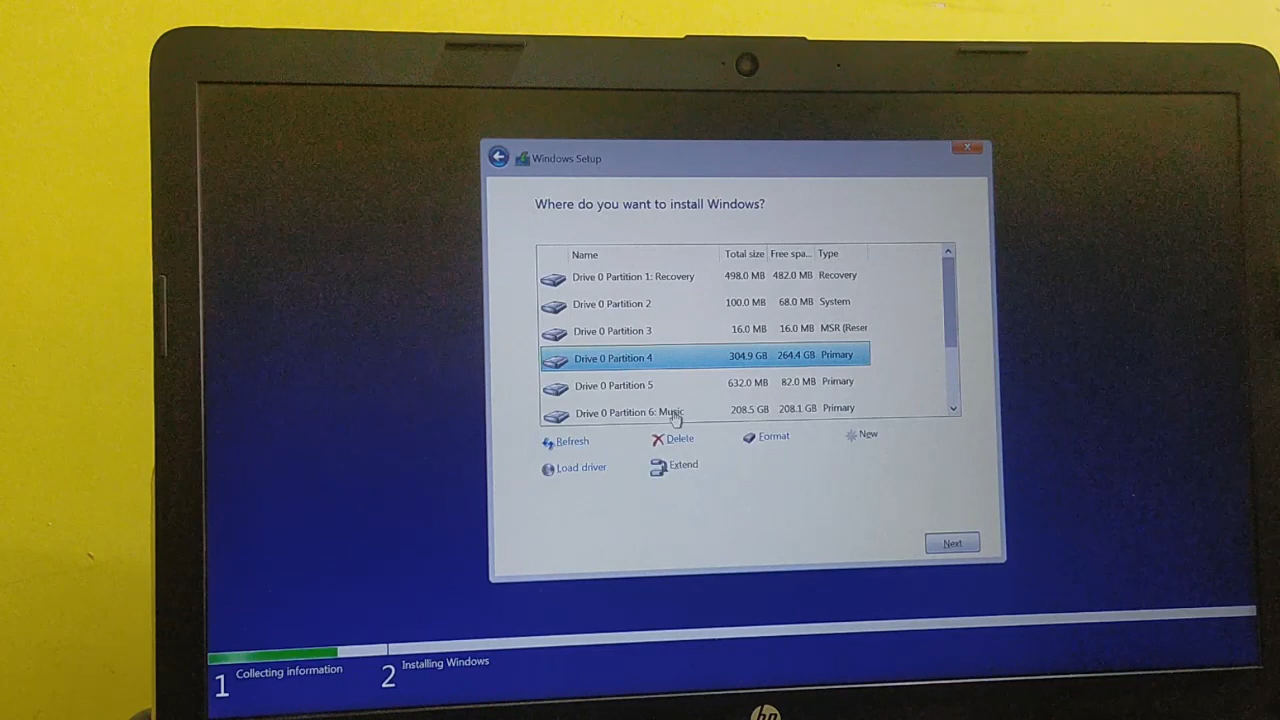 Windows Setup
x
Where do you want to install Windows?
Name Total size Free spa... Type
Drive 0 Partition 1: Recovery 498.0 MB 482.0 MB Recovery
Drive 0 Partition 2 100.0 MB 68.0 MB System
Drive 0 Partition 3 16.0 MB 16.0 MB MSR (Reser
Drive 0 Partition 4 304.9 GB 264.4 GB Primary
Drive 0 Partition 5 632.0 MB 82.0 MB Primary
Drive 0 Partition 6: Music 208.5 GB 208.1 GB Primary
Refresh Delete Format New
Load driver Extend
Next
1 Collecting information 2 Installing Windows
hp